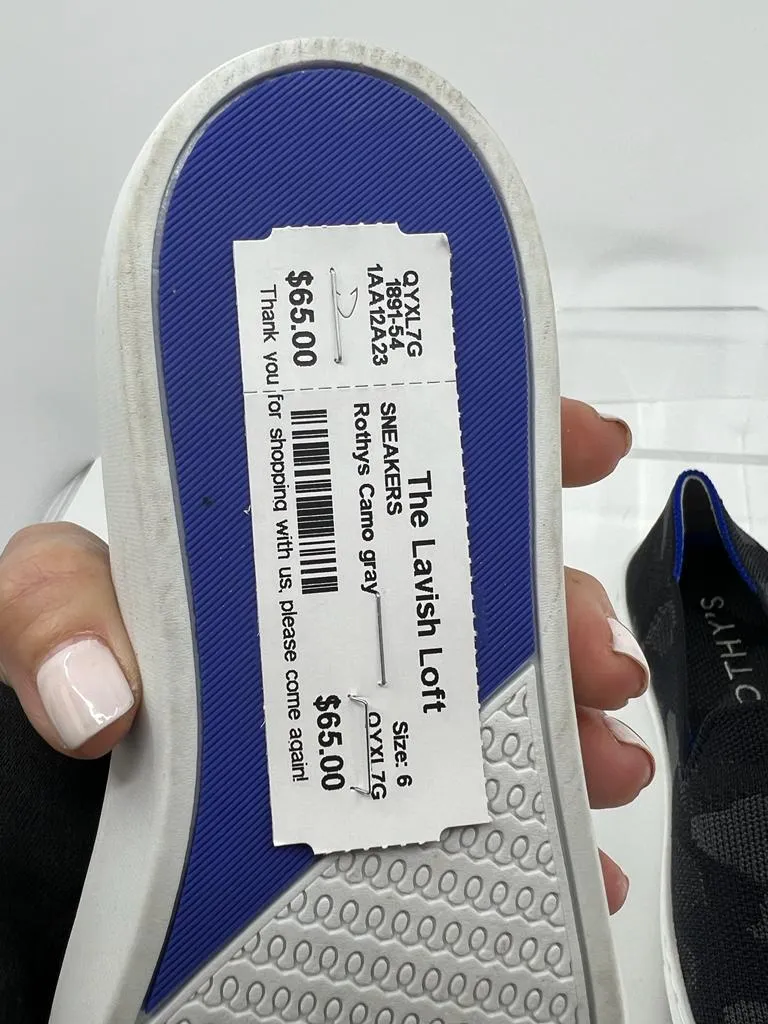 QYXL7G
1891-54
1AA12A23
$65.00
The Lavish Loft
SNEAKERS
Size: 6
Rothys Camo gray
QYXL7G
$65.00
Thank you for shopping with us, please come again!
OTHY'S